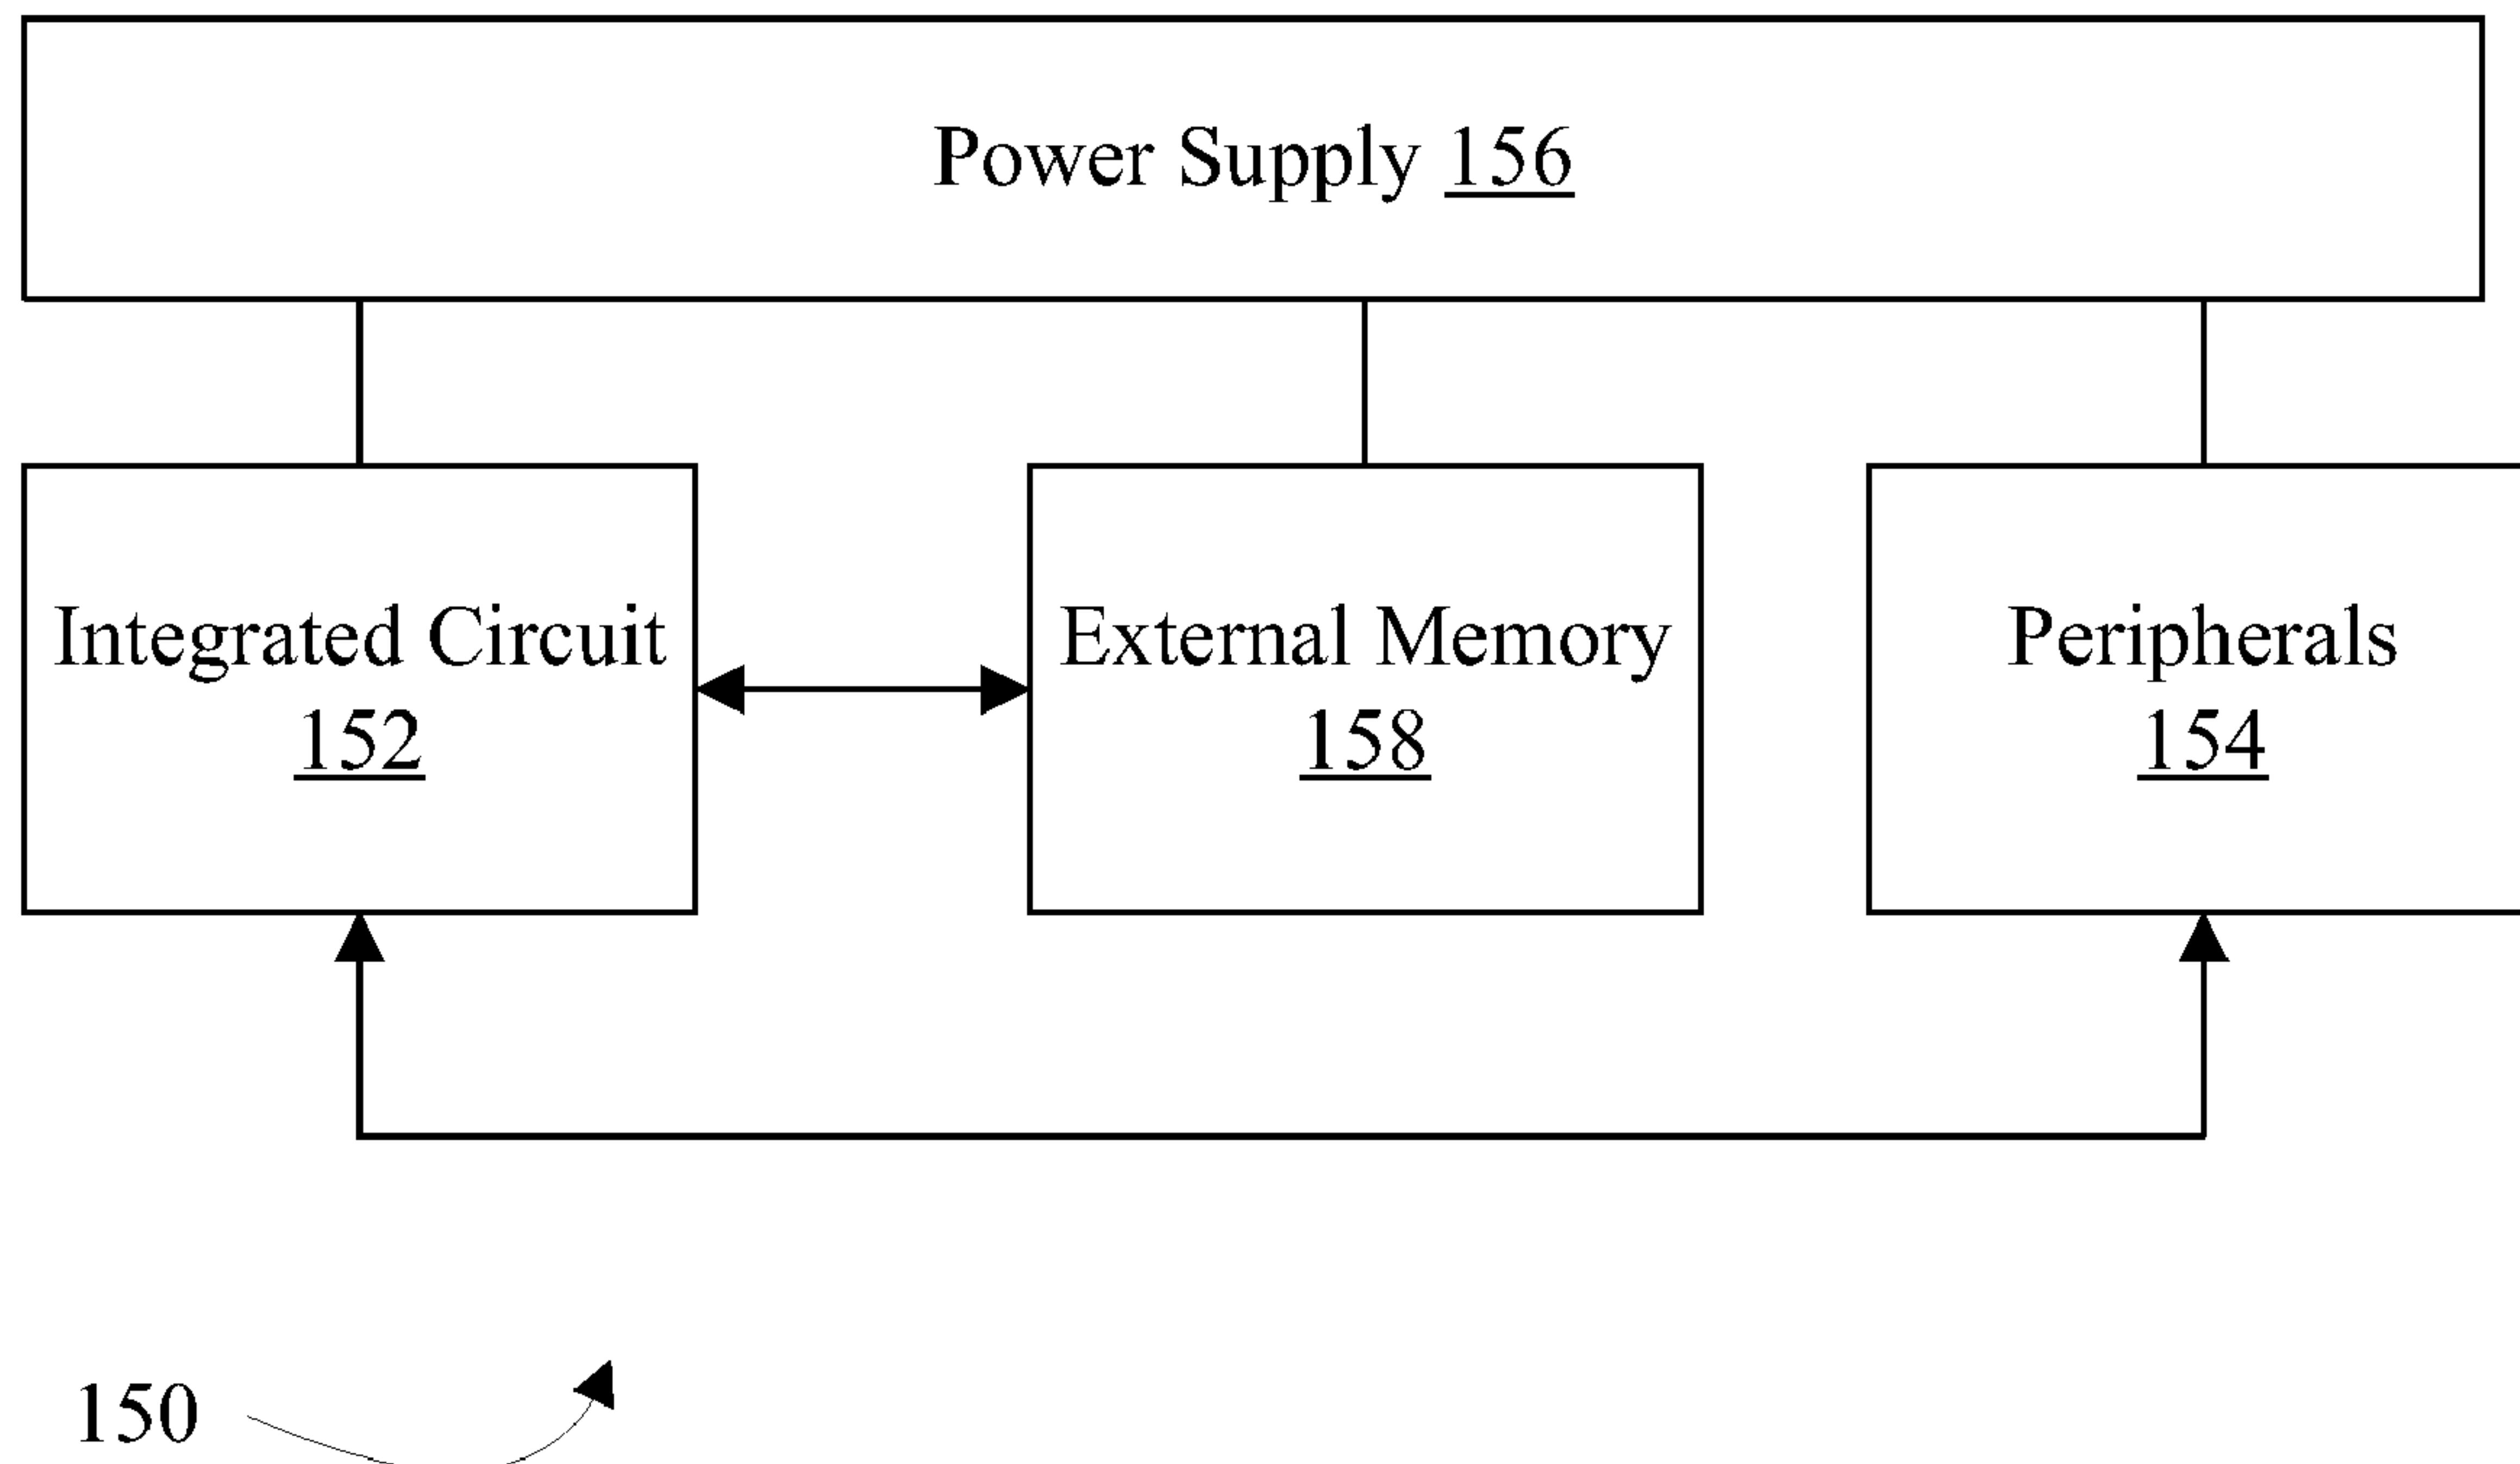 Power Supply 156
Integrated Circuit
152
External Memory
158
Peripherals
154
150